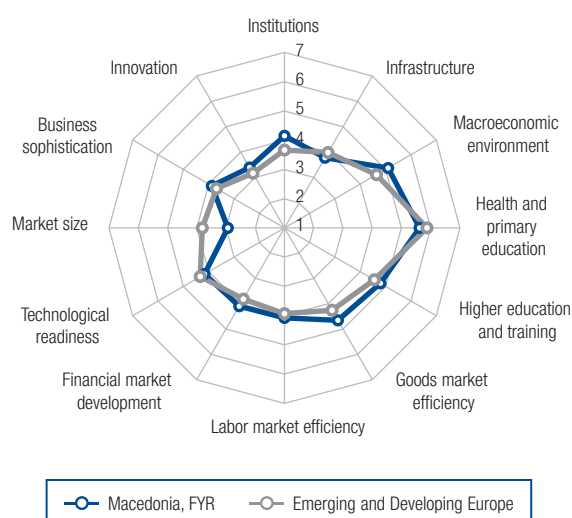 Institutions
7
6
5
4
3
2
1
Infrastructure
Macroeconomic
environment
Health and
primary
education
Higher education
and training
Goods market
efficiency
Labor market efficiency
Financial market
development
Technological
readiness
Market size
Business
sophistication
Innovation
Macedonia, FYR
Emerging and Developing Europe